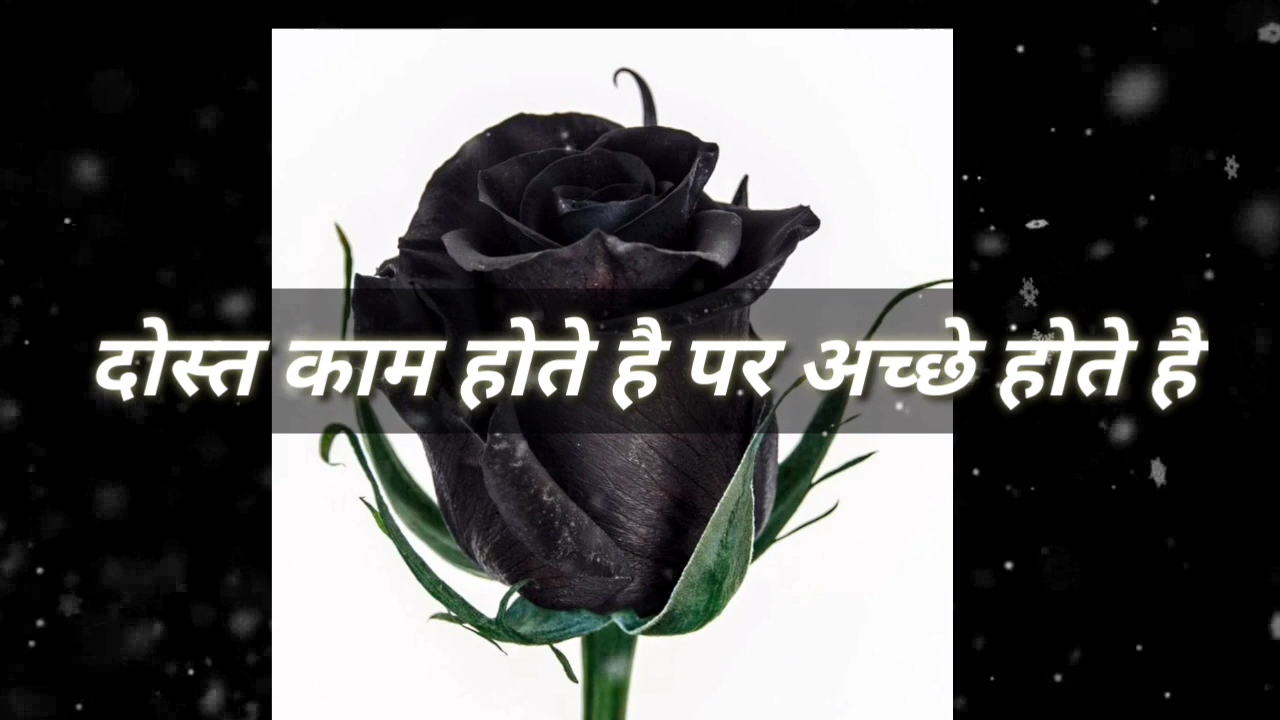 दोस्त काम होते है पर अच्छे होते है